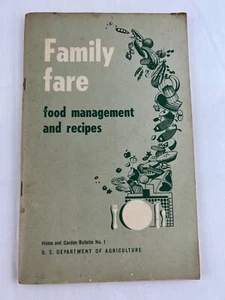 Family
fare
food management
and recipes
Home and Garden Bulletin No. 1
U. S. DEPARTMENT OF AGRICULTURE